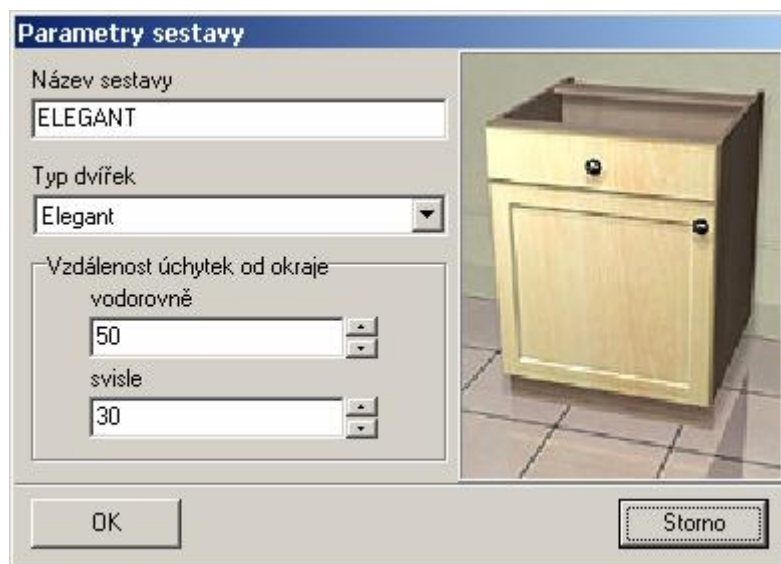 Parametry sestavy
Název sestavy
ELEGANT
Typ dvířek
Elegant
Vzdálenost úchytek od okraje
vodorovně
50
svisle
30
OK
Storno